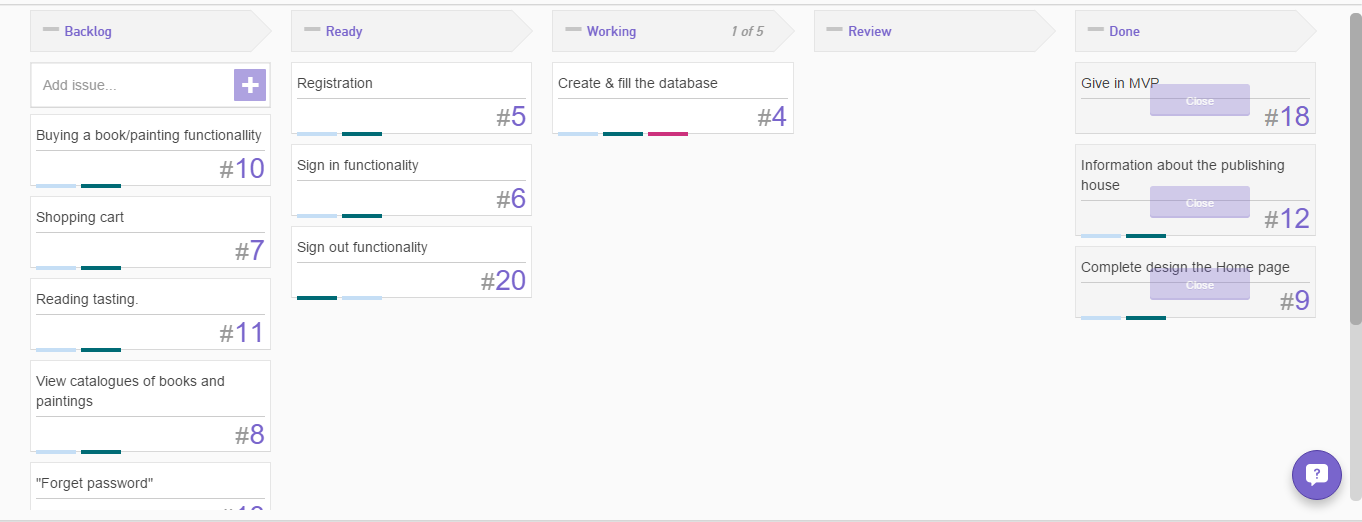 Backlog
Add issue...
Buying a book/painting functionallity
#10
Shopping cart
#7
Reading tasting.
#11
View catalogues of books and
paintings
#8
"Forget password"
Ready
Registration
#5
Sign in functionality
#6
Sign out functionality
#20
Working 1 of 5
Create & fill the database
#4
Review
Done
Give in MVP
Close
#18
Information about the publishing
house
Close
#12
Complete design the Home page
Close
#9
?